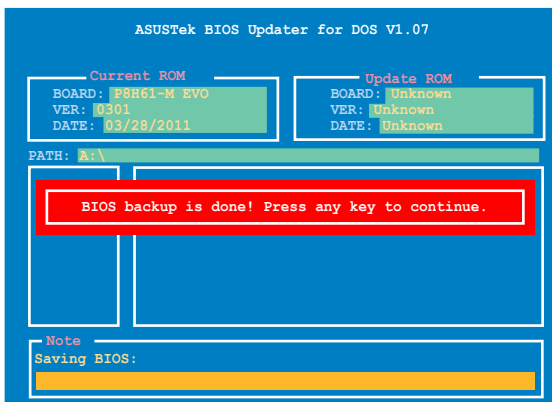 ASUSTek BIOS Updater for DOS V1.07
Current ROM
BOARD: P8H61-M EVO
VER: 0301
DATE: 03/28/2011
Update ROM
BOARD: Unknown
VER: Unknown
DATE: Unknown
PATH: A:\
BIOS backup is done! Press any key to continue.
Note
Saving BIOS: